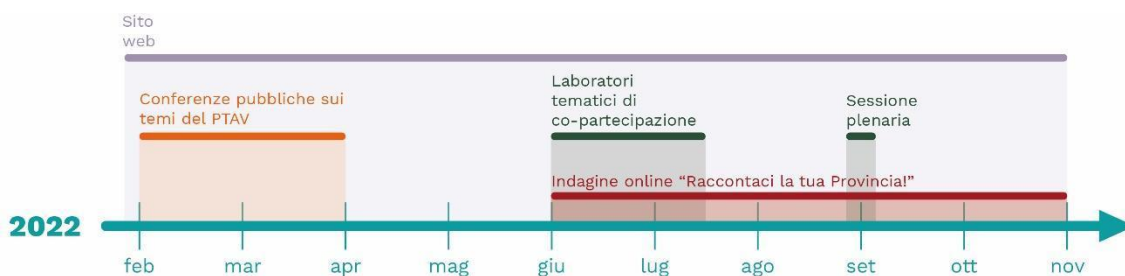 Sito
web
Conferenze pubbliche sui
temi del PTAV
Laboratori
tematici di
co-partecipazione
Sessione
plenaria
Indagine online “Raccontaci la tua Provincia!”
2022
feb mar apr mag giu lug ago set ott nov